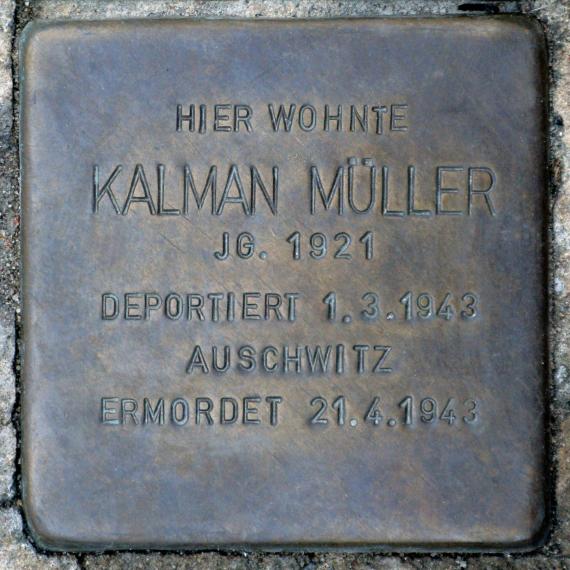 HIER WOHNTE
KALMAN MÜLLER
JG. 1921
DEPORTIERT 1.3.1943
AUSCHWITZ
ERMORDET 21.4.1943